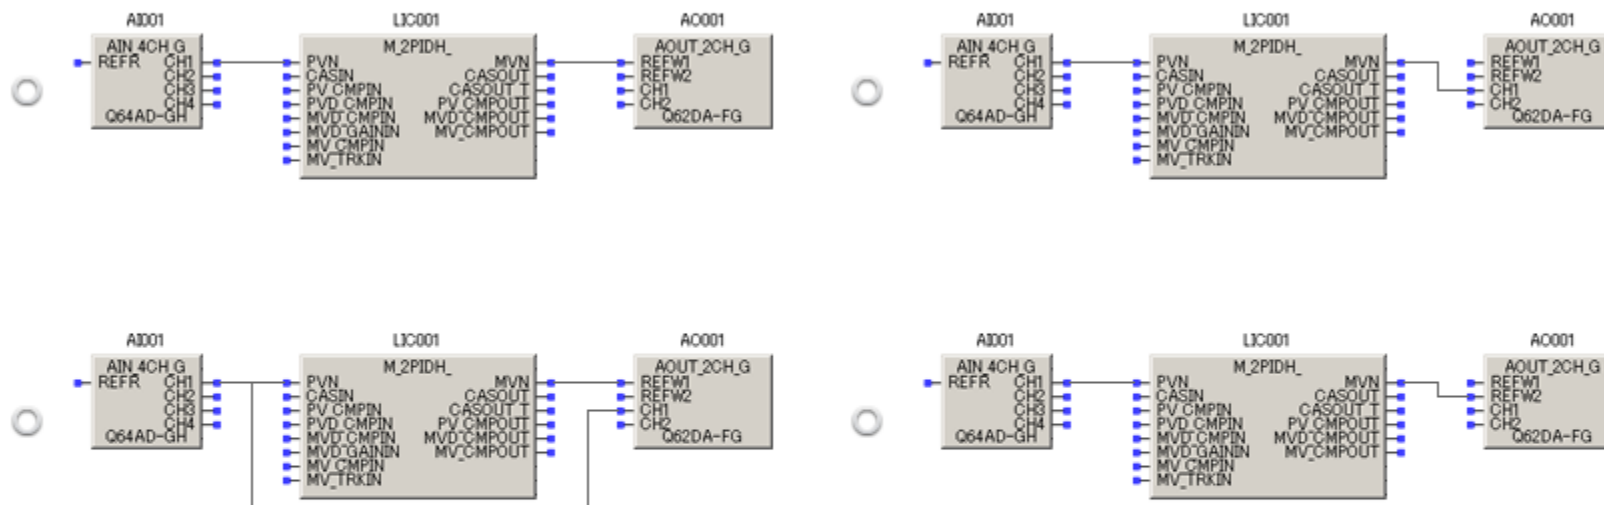 AI001
AIN_4CH_G
REFR CH1
CH2
CH3
CH4
Q64AD-GH
LIC001
M_2PIDH_
PVN MVN
CASIN CASOUT
PV_CMPIN CASOUT_T
PVD_CMPIN PV_CMPOUT
MVD_CMPIN MVD_CMPOUT
MVD_GAININ MV_CMPOUT
MV_CMPIN
MV_TRKIN
AO001
AOUT_2CH_G
REFW1
REFW2
CH1
CH2
Q62DA-FG
AI001
AIN_4CH_G
REFR CH1
CH2
CH3
CH4
Q64AD-GH
LIC001
M_2PIDH_
PVN MVN
CASIN CASOUT
PV_CMPIN CASOUT_T
PVD_CMPIN PV_CMPOUT
MVD_CMPIN MVD_CMPOUT
MVD_GAININ MV_CMPOUT
MV_CMPIN
MV_TRKIN
AO001
AOUT_2CH_G
REFW1
REFW2
CH1
CH2
Q62DA-FG
AI001
AIN_4CH_G
REFR CH1
CH2
CH3
CH4
Q64AD-GH
LIC001
M_2PIDH_
PVN MVN
CASIN CASOUT
PV_CMPIN CASOUT_T
PVD_CMPIN PV_CMPOUT
MVD_CMPIN MVD_CMPOUT
MVD_GAININ MV_CMPOUT
MV_CMPIN
MV_TRKIN
AO001
AOUT_2CH_G
REFW1
REFW2
CH1
CH2
Q62DA-FG
AI001
AIN_4CH_G
REFR CH1
CH2
CH3
CH4
Q64AD-GH
LIC001
M_2PIDH_
PVN MVN
CASIN CASOUT
PV_CMPIN CASOUT_T
PVD_CMPIN PV_CMPOUT
MVD_CMPIN MVD_CMPOUT
MVD_GAININ MV_CMPOUT
MV_CMPIN
MV_TRKIN
AO001
AOUT_2CH_G
REFW1
REFW2
CH1
CH2
Q62DA-FG